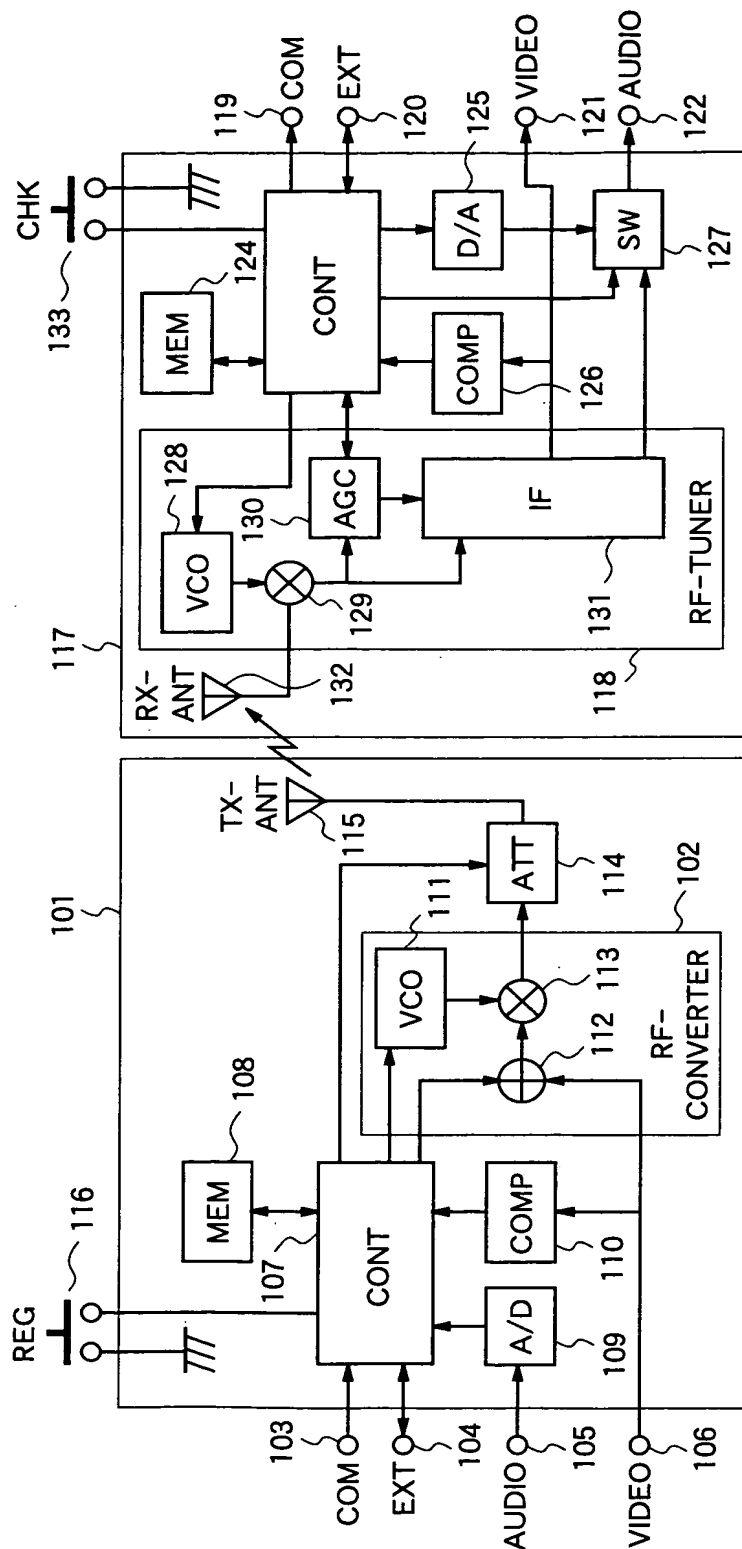 101
REG
116
MEM
108
107
CONT
COM
103
EXT
104
AUDIO
105
A/D
109
COMP
110
VIDEO
106
VCO
111
112
113
RF-
CONVERTER
102
ATT
114
TX-
ANT
115
117
RX-
ANT
132
VCO
128
129
130
AGC
IF
131
RF-TUNER
118
133
CHK
MEM
124
CONT
COMP
126
D/A
125
SW
127
119
COM
EXT
120
VIDEO
121
AUDIO
122